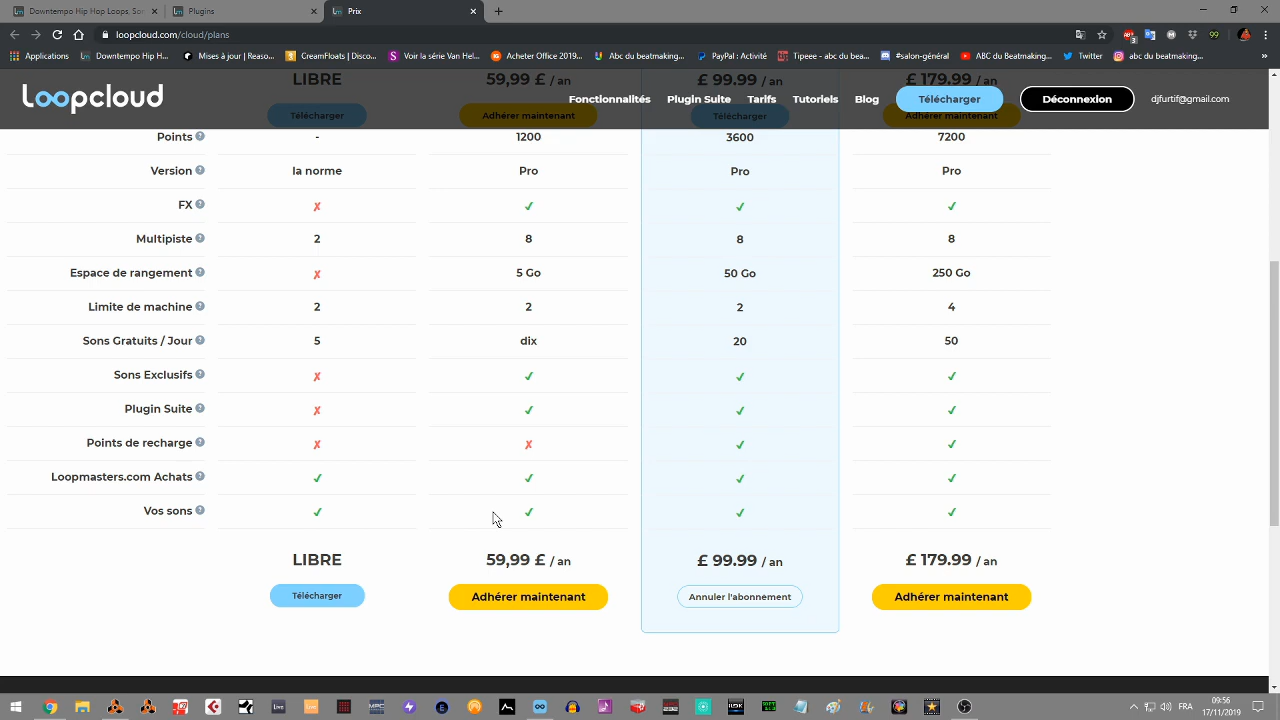 Downtempo Hip Hop Loops, Son
Plugins
Prix
loopcloud.com/cloud/plans
Applications
Downtempo Hip H...
Mises à jour | Reaso...
CreamFloats | Desig...
Voir la série Van Hel...
Acheter Office 2019...
Abc du beatmaking...
PayPal : Activité
Tipeee - abc du bea...
#salon-général
ABC du Beatmaking...
Twitter
abc du beatmaking...
»
LIBRE 59,99 £ / an £ 99.99 / an £ 179.99 / an
loopcloud
Fonctionnalités Plugin Suite Tarifs Tutoriels Blog Télécharger Déconnexion djfurtif@gmail.com
Télécharger Adhérer maintenant Télécharger Adhérer maintenant
Points ? - 1200 3600 7200
Version ? la norme Pro Pro Pro
FX ? ✗ ✓ ✓ ✓
Multipiste ? 2 8 8 8
Espace de rangement ? ✗ 5 Go 50 Go 250 Go
Limite de machine ? 2 2 2 4
Sons Gratuits / Jour ? 5 dix 20 50
Sons Exclusifs ? ✗ ✓ ✓ ✓
Plugin Suite ? ✗ ✓ ✓ ✓
Points de recharge ? ✗ ✗ ✓ ✓
Loopmasters.com Achats ? ✓ ✓ ✓ ✓
Vos sons ? ✓ ✓ ✓ ✓
LIBRE 59,99 £ / an £ 99.99 / an £ 179.99 / an
Télécharger Adhérer maintenant Annuler l'abonnement Adhérer maintenant
FRA
09:56
17/11/2019